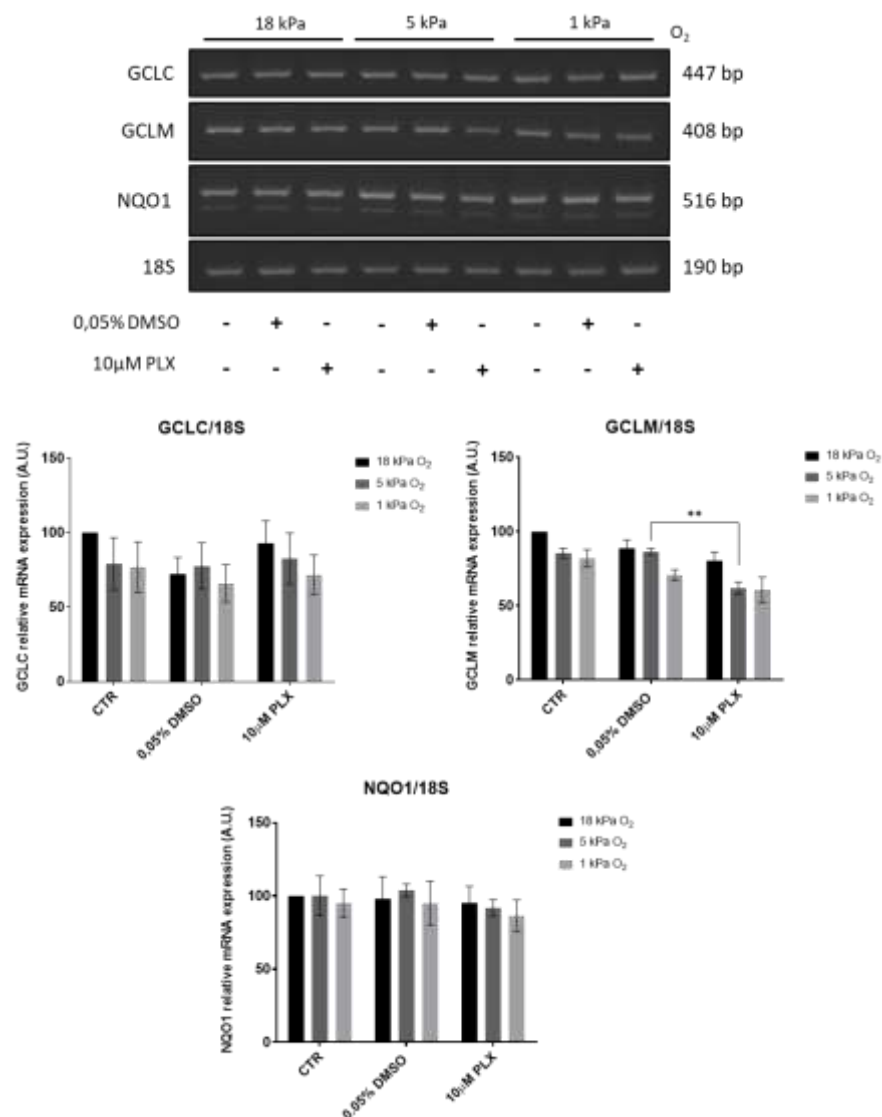 18 kPa 5 kPa 1 kPa O₂
GCLC 447 bp
GCLM 408 bp
NQO1 516 bp
18S 190 bp
0,05% DMSO - + - - + - - + -
10µM PLX - - + - - + - - +
GCLC/18S
GCLC relative mRNA expression (A.U.)
150
100
50
0
CTR
0,05% DMSO
10µM PLX
18 kPa O₂
5 kPa O₂
1 kPa O₂
GCLM/18S
GCLM relative mRNA expression (A.U.)
150
100
50
0
**
CTR
0,05% DMSO
10µM PLX
18 kPa O₂
5 kPa O₂
1 kPa O₂
NQO1/18S
NQO1 relative mRNA expression (A.U.)
150
100
50
0
CTR
0,05% DMSO
10µM PLX
18 kPa O₂
5 kPa O₂
1 kPa O₂